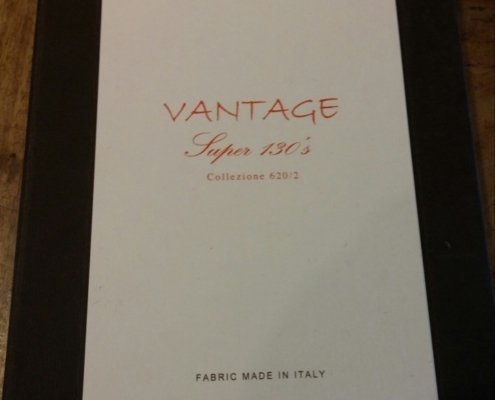 VANTAGE
Super 130's
Collezione 620/2
FABRIC MADE IN ITALY